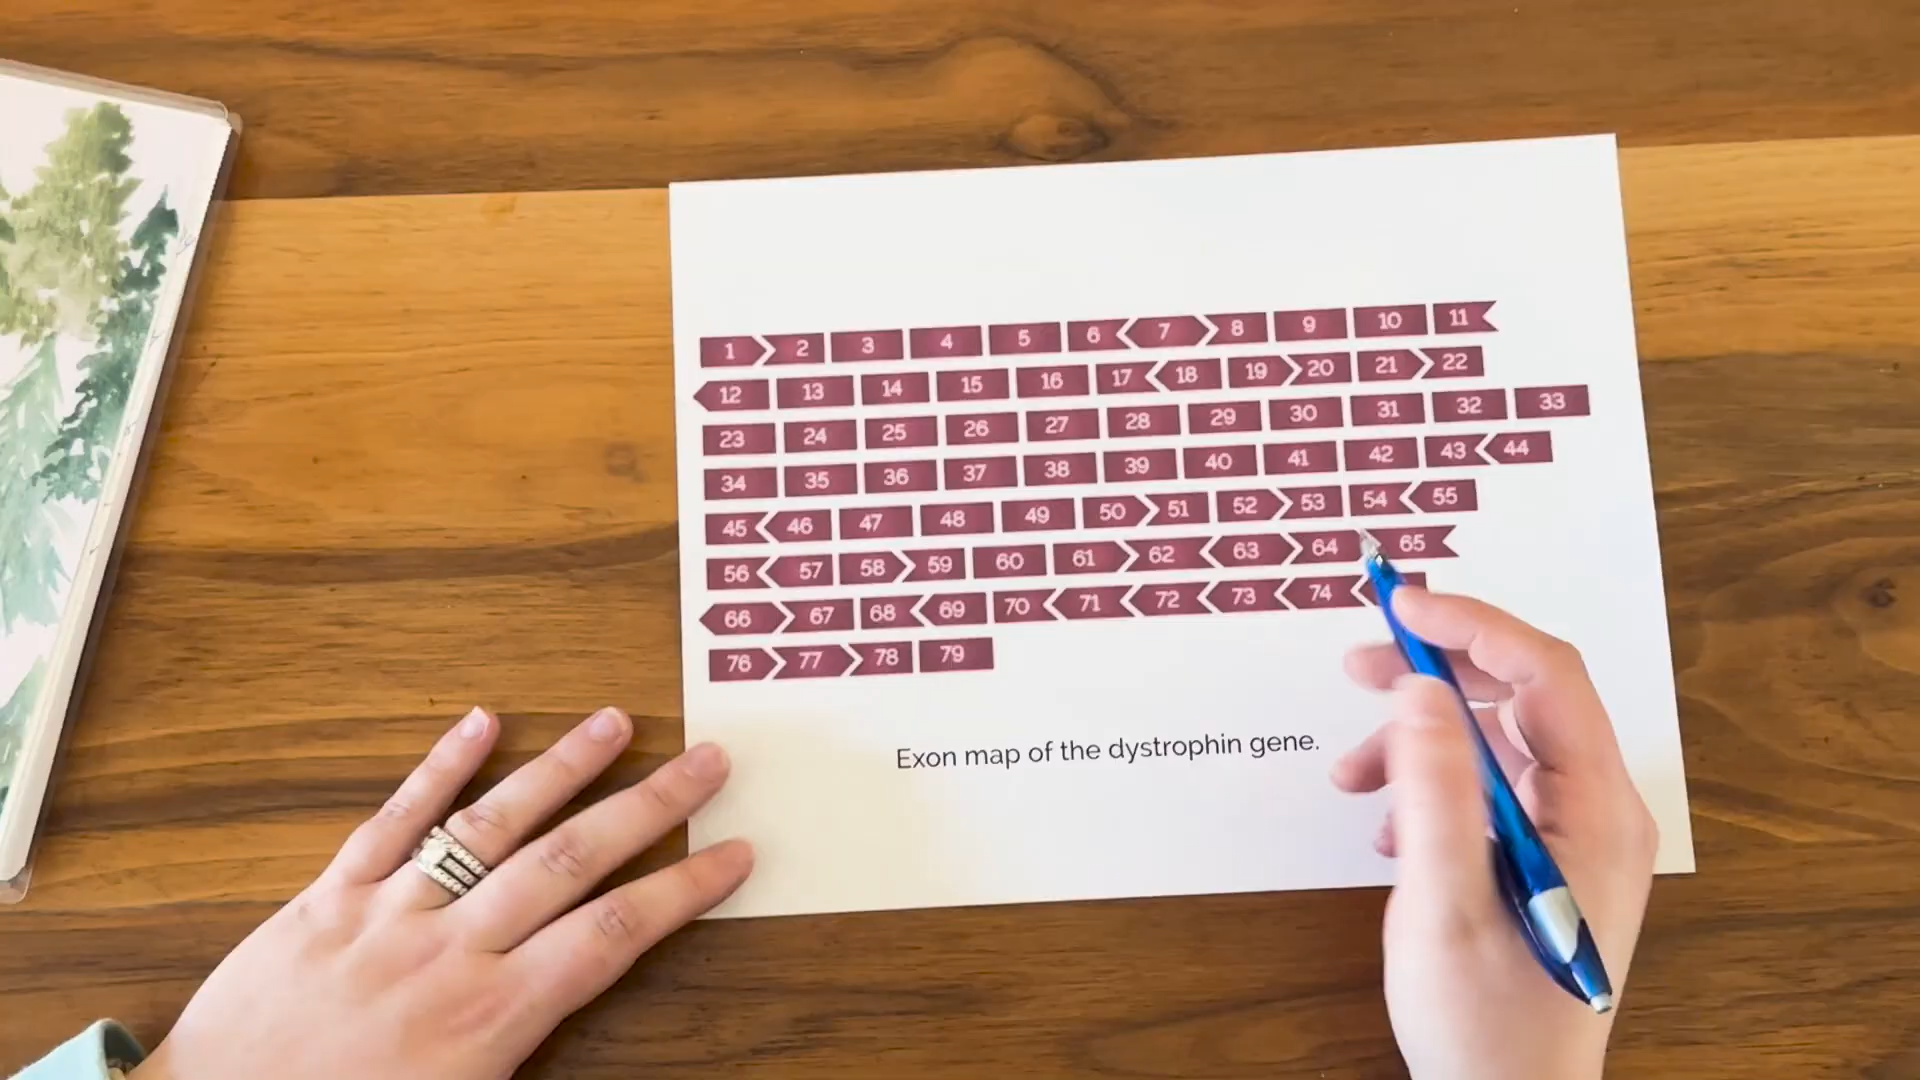 1 2 3 4 5 6 7 8 9 10 11
12 13 14 15 16 17 18 19 20 21 22
23 24 25 26 27 28 29 30 31 32 33
34 35 36 37 38 39 40 41 42 43 44
45 46 47 48 49 50 51 52 53 54 55
56 57 58 59 60 61 62 63 64 65
66 67 68 69 70 71 72 73 74
76 77 78 79
Exon map of the dystrophin gene.